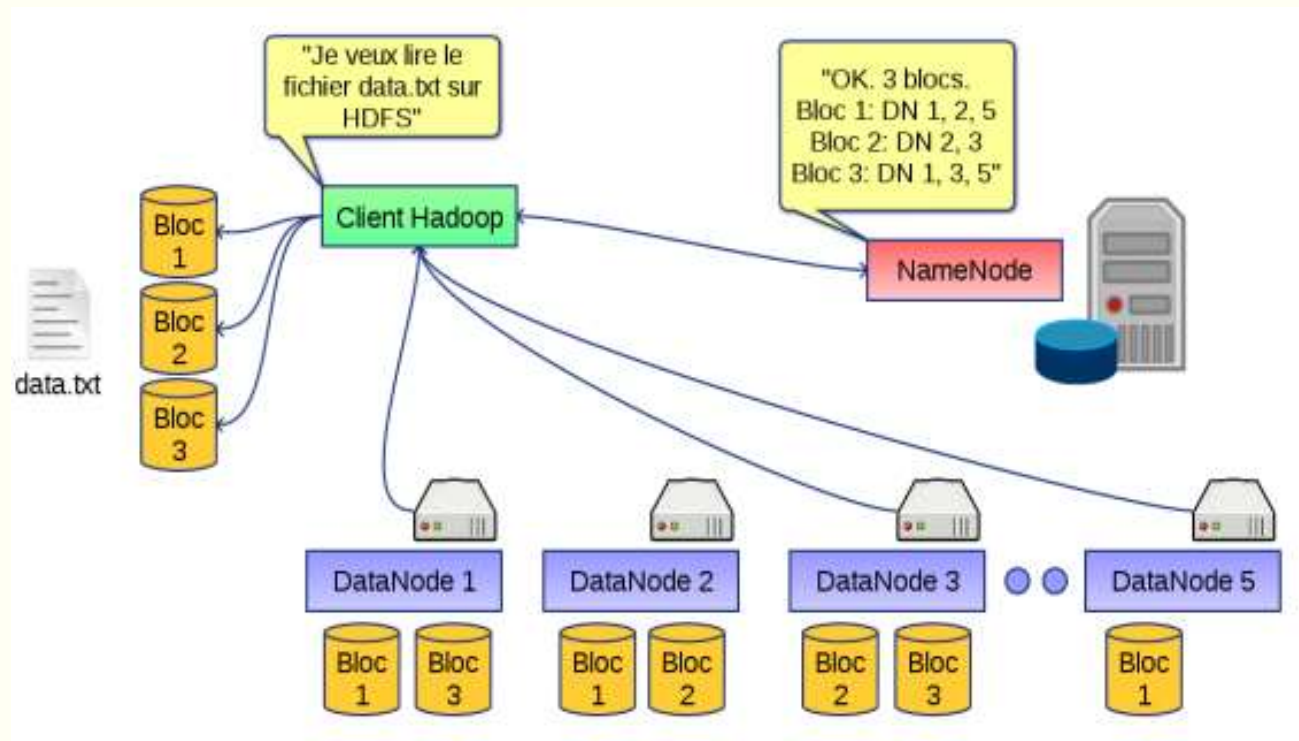 "Je veux lire le
fichier data.txt sur
HDFS"
"OK. 3 blocs.
Bloc 1: DN 1, 2, 5
Bloc 2: DN 2, 3
Bloc 3: DN 1, 3, 5"
Client Hadoop
NameNode
Bloc
1
Bloc
2
Bloc
3
data.txt
DataNode 1
DataNode 2
DataNode 3
DataNode 5
Bloc
1
Bloc
3
Bloc
1
Bloc
2
Bloc
2
Bloc
3
Bloc
1